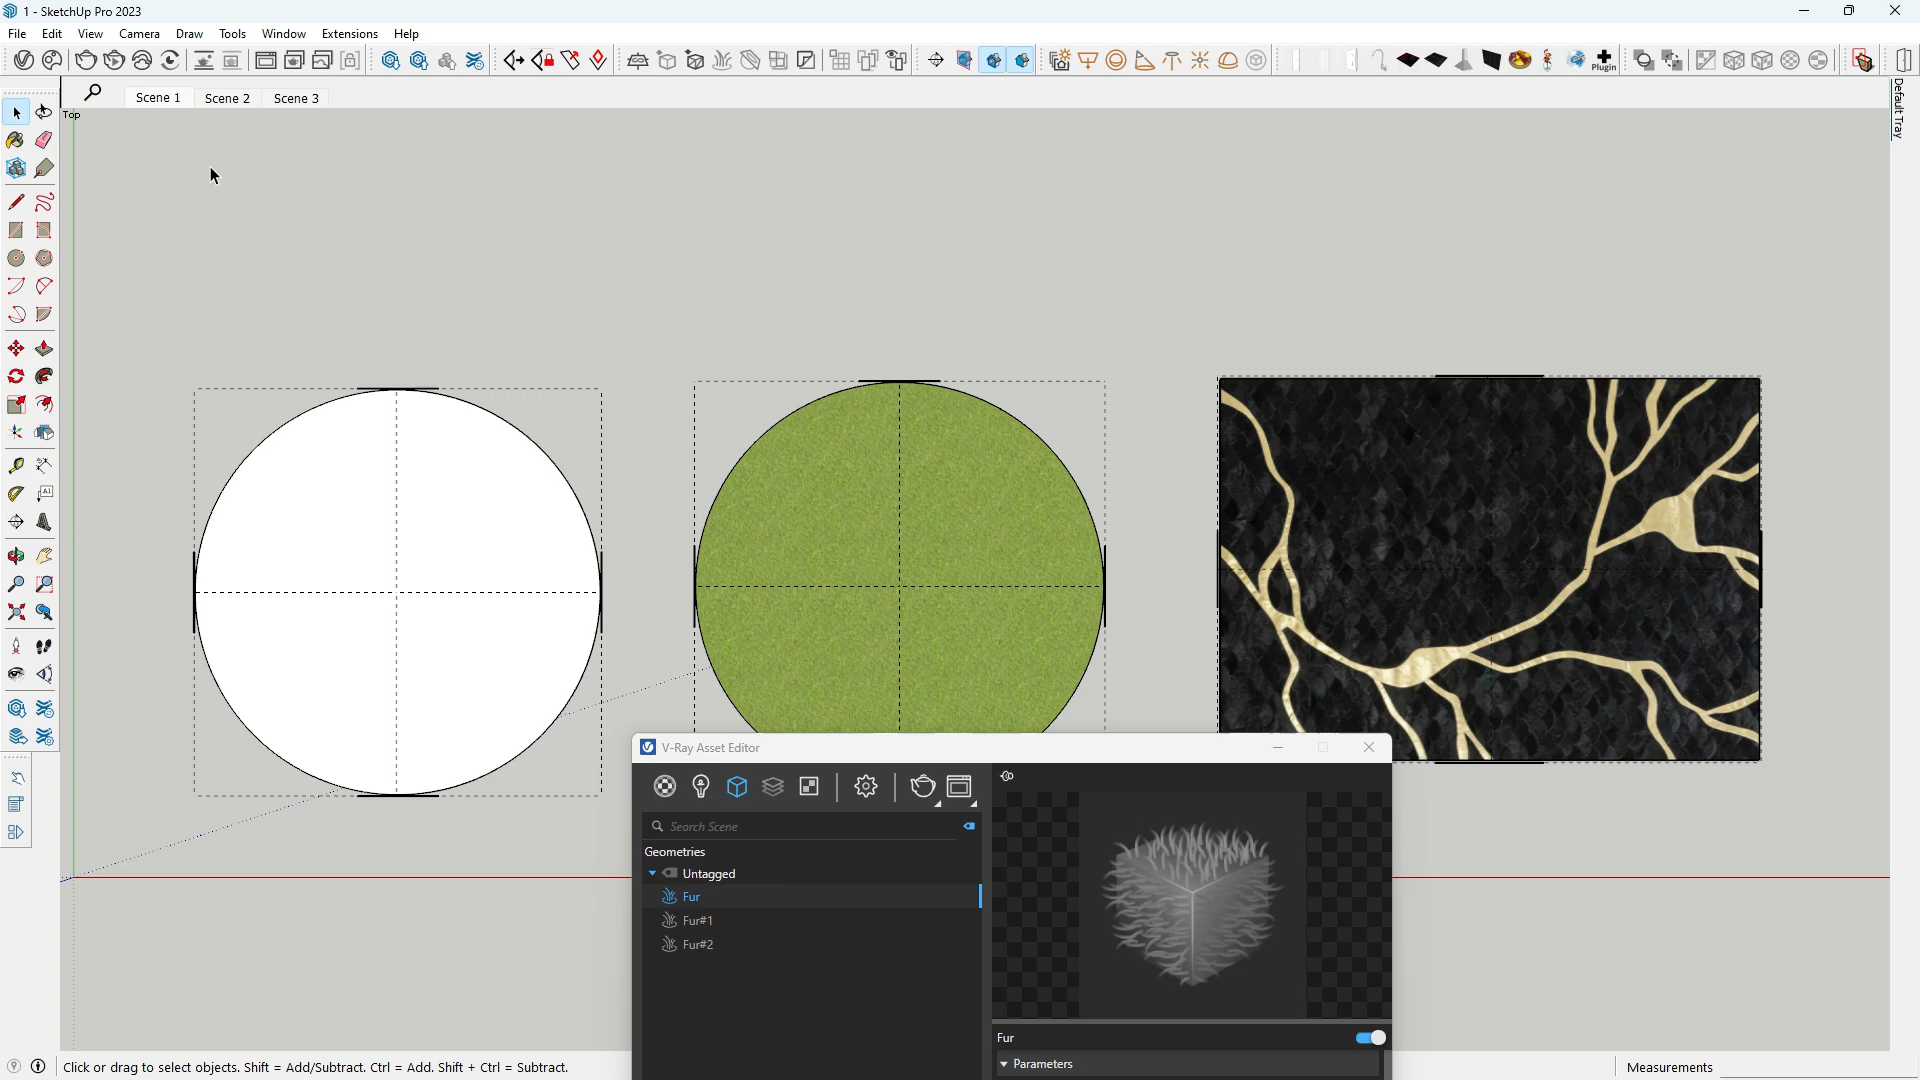 1 - SketchUp Pro 2023
File Edit View Camera Draw Tools Window Extensions Help
Plugin
Scene 1 Scene 2 Scene 3
Default Tray
Top
A1
V-Ray Asset Editor
Search Scene
Geometries
Untagged
Fur
Fur#1
Fur#2
Fur
Parameters
Click or drag to select objects. Shift = Add/Subtract. Ctrl = Add. Shift + Ctrl = Subtract.
Measurements